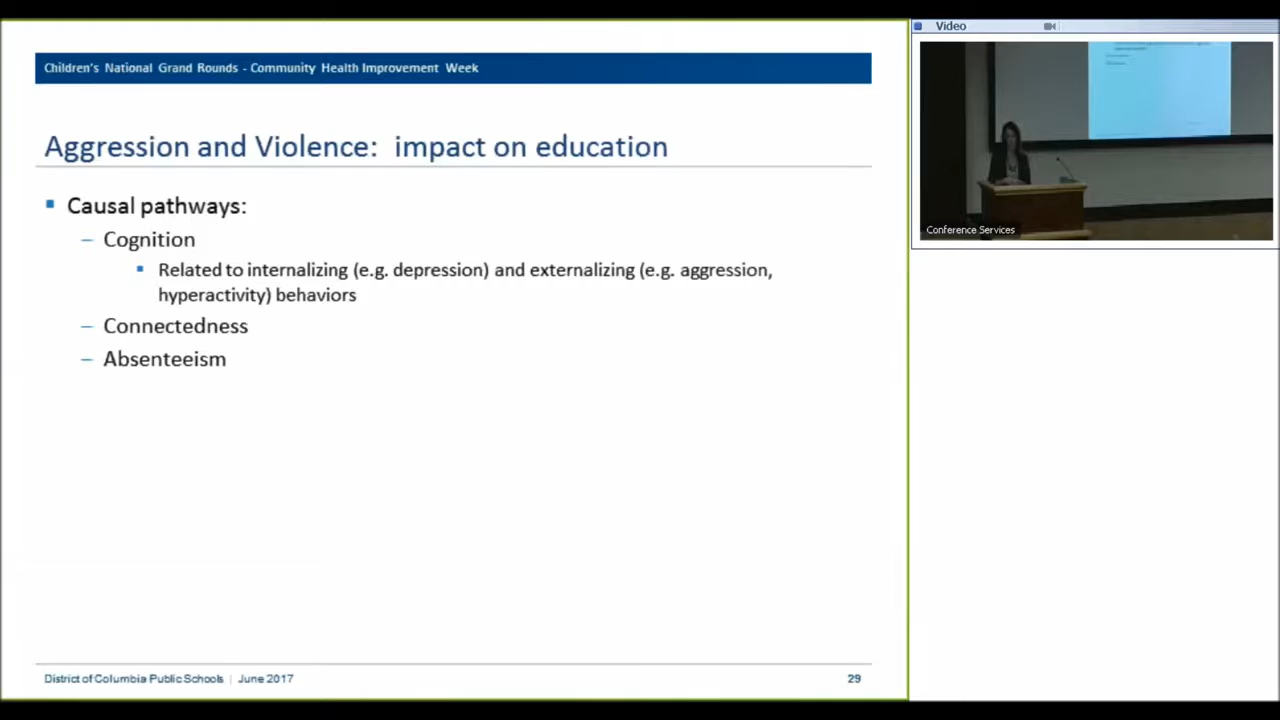 Children's National Grand Rounds - Community Health Improvement Week
Aggression and Violence: impact on education
▪ Causal pathways:
– Cognition
▪ Related to internalizing (e.g. depression) and externalizing (e.g. aggression,
hyperactivity) behaviors
– Connectedness
– Absenteeism
District of Columbia Public Schools | June 2017
29
Video
Conference Services